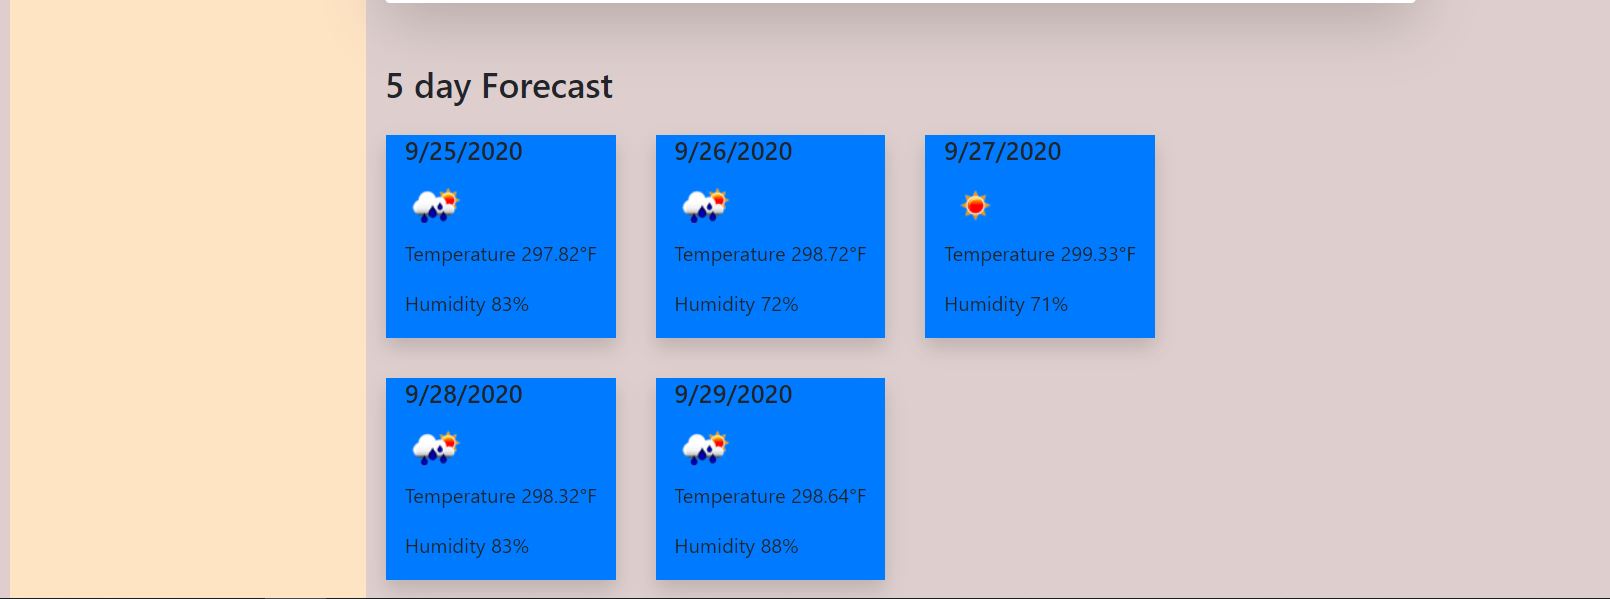 5 day Forecast
9/25/2020
Temperature 297.82°F
Humidity 83%
9/26/2020
Temperature 298.72°F
Humidity 72%
9/27/2020
Temperature 299.33°F
Humidity 71%
9/28/2020
Temperature 298.32°F
Humidity 83%
9/29/2020
Temperature 298.64°F
Humidity 88%